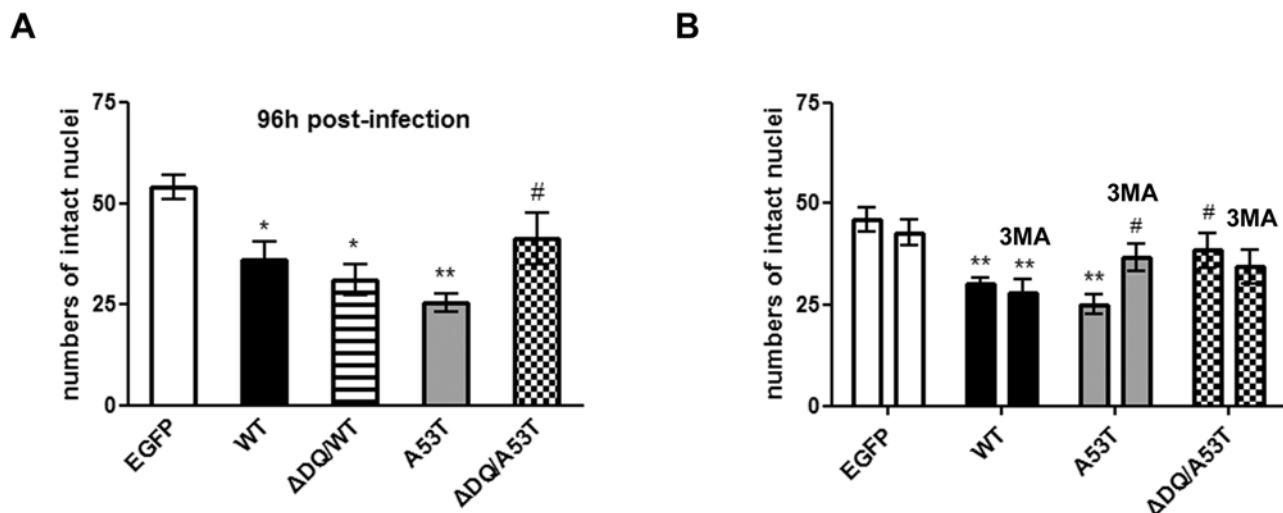 A
numbers of intact nuclei
75
50
25
0
96h post-infection
*
*
**
#
EGFP
WT
ΔDQ/WT
A53T
ΔDQ/A53T
B
numbers of intact nuclei
75
50
25
0
**
3MA
**
**
3MA
#
#
3MA
EGFP
WT
A53T
ΔDQ/A53T